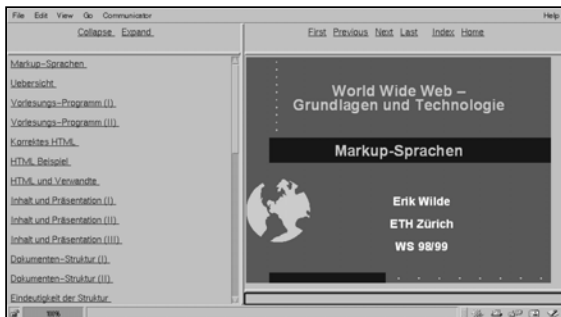 File Edit View Go Communicator Help
Collapse Expand
First Previous Next Last Index Home
Markup-Sprachen
Uebersicht
Vorlesungs-Programm (I)
Vorlesungs-Programm (II)
Korrektes HTML
HTML Beispiel
HTML und Verwandte
Inhalt und Präsentation (I)
Inhalt und Präsentation (II)
Inhalt und Präsentation (III)
Dokumenten-Struktur (I)
Dokumenten-Struktur (II)
Eindeutigkeit der Struktur
World Wide Web –
Grundlagen und Technologie
Markup-Sprachen
Erik Wilde
ETH Zürich
WS 98/99
100%